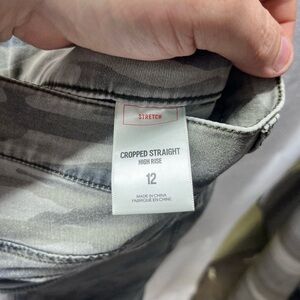 STRETCH
CROPPED STRAIGHT
HIGH RISE
12
MADE IN CHINA
FABRIQUÉ EN CHINE